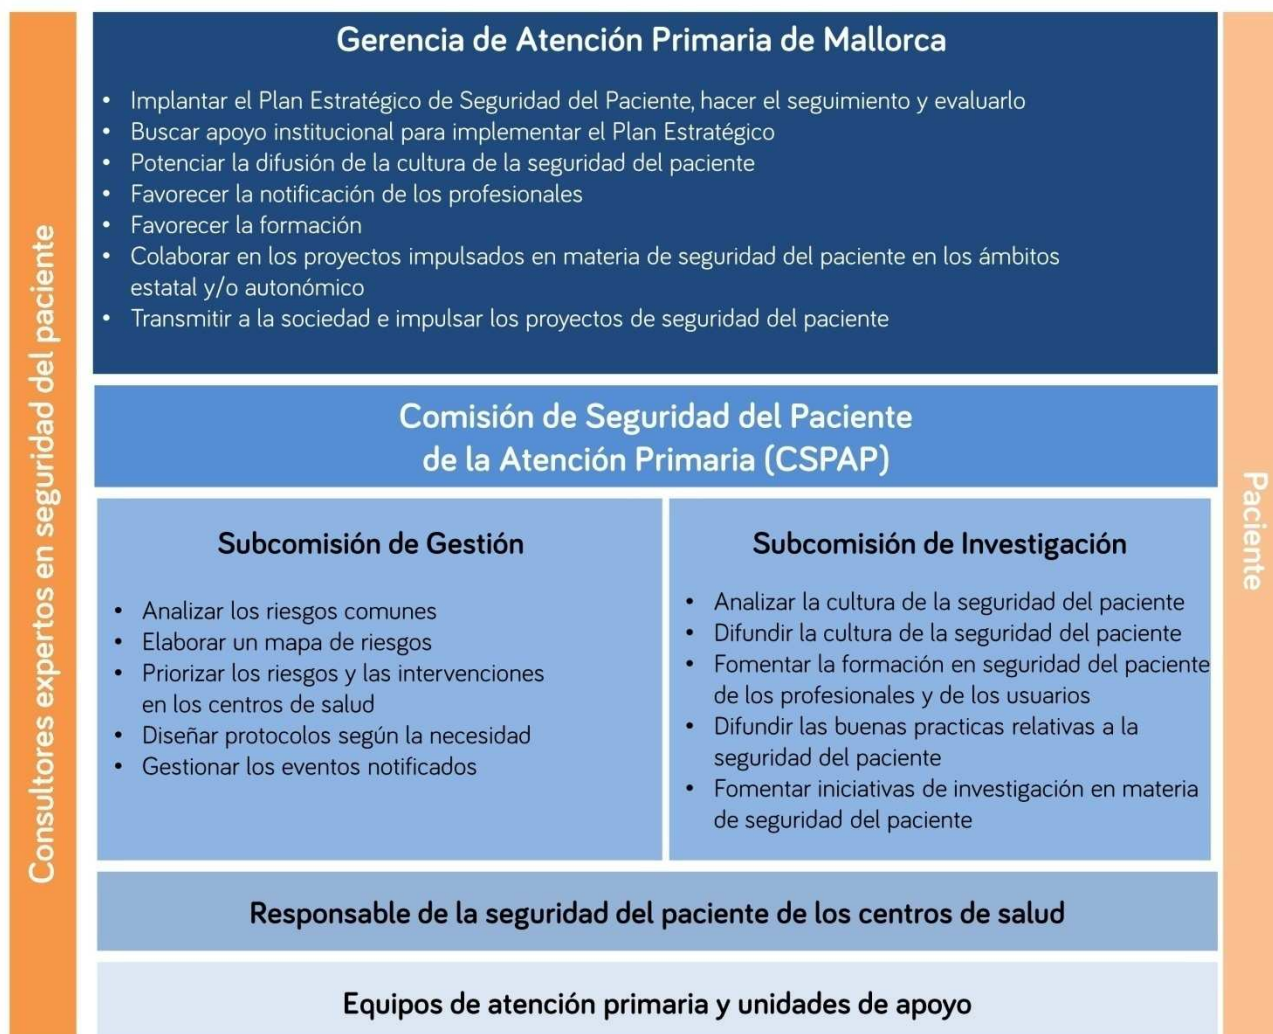 Consultores expertos en seguridad del paciente
Gerencia de Atención Primaria de Mallorca
• Implantar el Plan Estratégico de Seguridad del Paciente, hacer el seguimiento y evaluarlo
• Buscar apoyo institucional para implementar el Plan Estratégico
• Potenciar la difusión de la cultura de la seguridad del paciente
• Favorecer la notificación de los profesionales
• Favorecer la formación
• Colaborar en los proyectos impulsados en materia de seguridad del paciente en los ámbitos
estatal y/o autonómico
• Transmitir a la sociedad e impulsar los proyectos de seguridad del paciente
Comisión de Seguridad del Paciente
de la Atención Primaria (CSPAP)
Subcomisión de Gestión
• Analizar los riesgos comunes
• Elaborar un mapa de riesgos
• Priorizar los riesgos y las intervenciones
en los centros de salud
• Diseñar protocolos según la necesidad
• Gestionar los eventos notificados
Subcomisión de Investigación
• Analizar la cultura de la seguridad del paciente
• Difundir la cultura de la seguridad del paciente
• Fomentar la formación en seguridad del paciente
de los profesionales y de los usuarios
• Difundir las buenas practicas relativas a la
seguridad del paciente
• Fomentar iniciativas de investigación en materia
de seguridad del paciente
Responsable de la seguridad del paciente de los centros de salud
Equipos de atención primaria y unidades de apoyo
Paciente